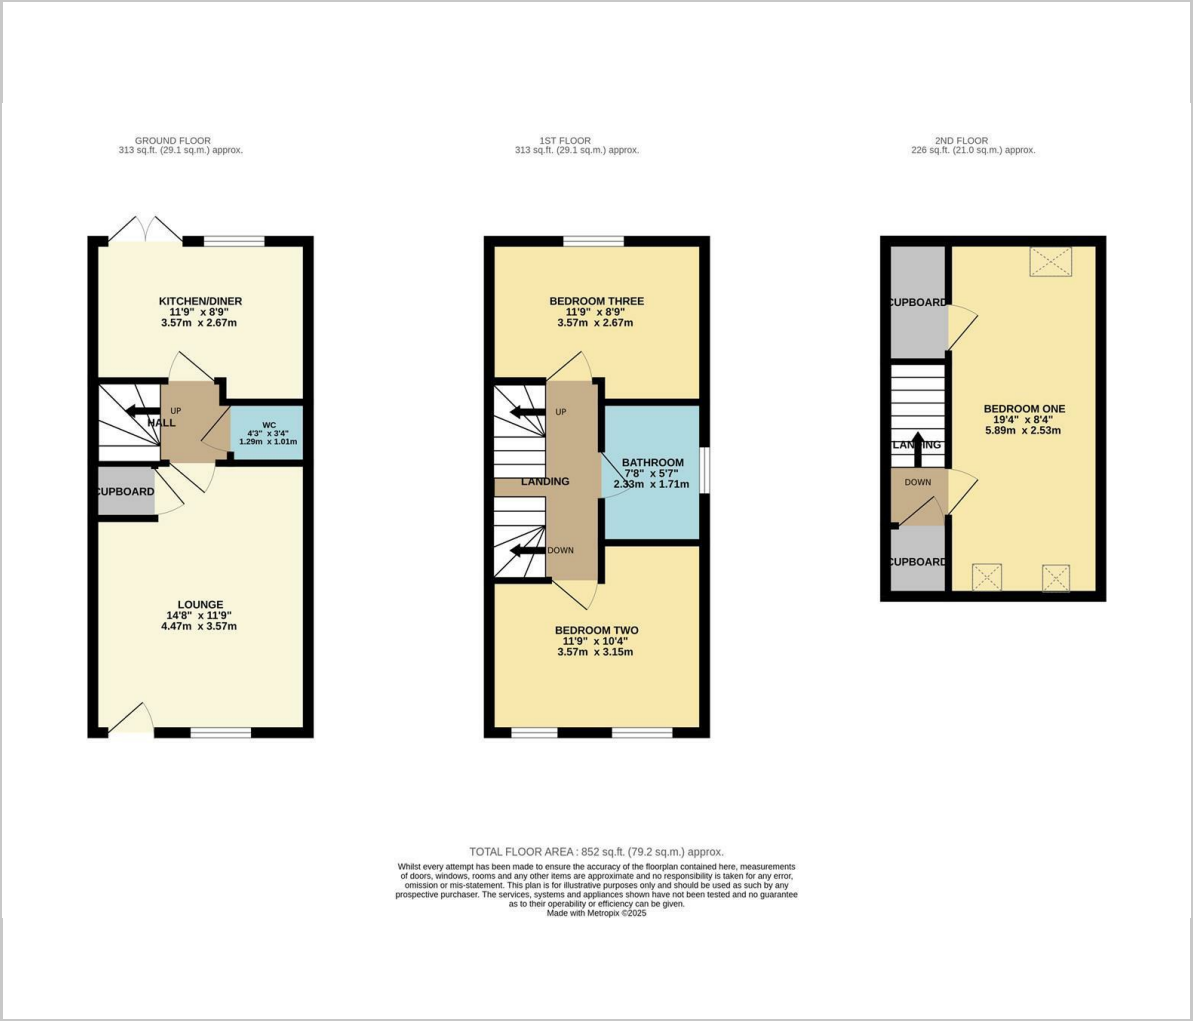 GROUND FLOOR
313 sq.ft. (29.1 sq.m.) approx.
KITCHEN/DINER
11'9" x 8'9"
3.57m x 2.67m
UP
HALL
WC
4'3" x 3'4"
1.29m x 1.01m
CUPBOARD
LOUNGE
14'8" x 11'9"
4.47m x 3.57m
1ST FLOOR
313 sq.ft. (29.1 sq.m.) approx.
BEDROOM THREE
11'9" x 8'9"
3.57m x 2.67m
UP
BATHROOM
7'8" x 5'7"
2.33m x 1.71m
LANDING
DOWN
BEDROOM TWO
11'9" x 10'4"
3.57m x 3.15m
2ND FLOOR
226 sq.ft. (21.0 sq.m.) approx.
CUPBOARD
BEDROOM ONE
19'4" x 8'4"
5.89m x 2.53m
LANDING
DOWN
CUPBOARD
TOTAL FLOOR AREA : 852 sq.ft. (79.2 sq.m.) approx.
Whilst every attempt has been made to ensure the accuracy of the floorplan contained here, measurements
of doors, windows, rooms and any other items are approximate and no responsibility is taken for any error,
omission or mis-statement. This plan is for illustrative purposes only and should be used as such by any
prospective purchaser. The services, systems and appliances shown have not been tested and no guarantee
as to their operability or efficiency can be given.
Made with Metropix ©2025